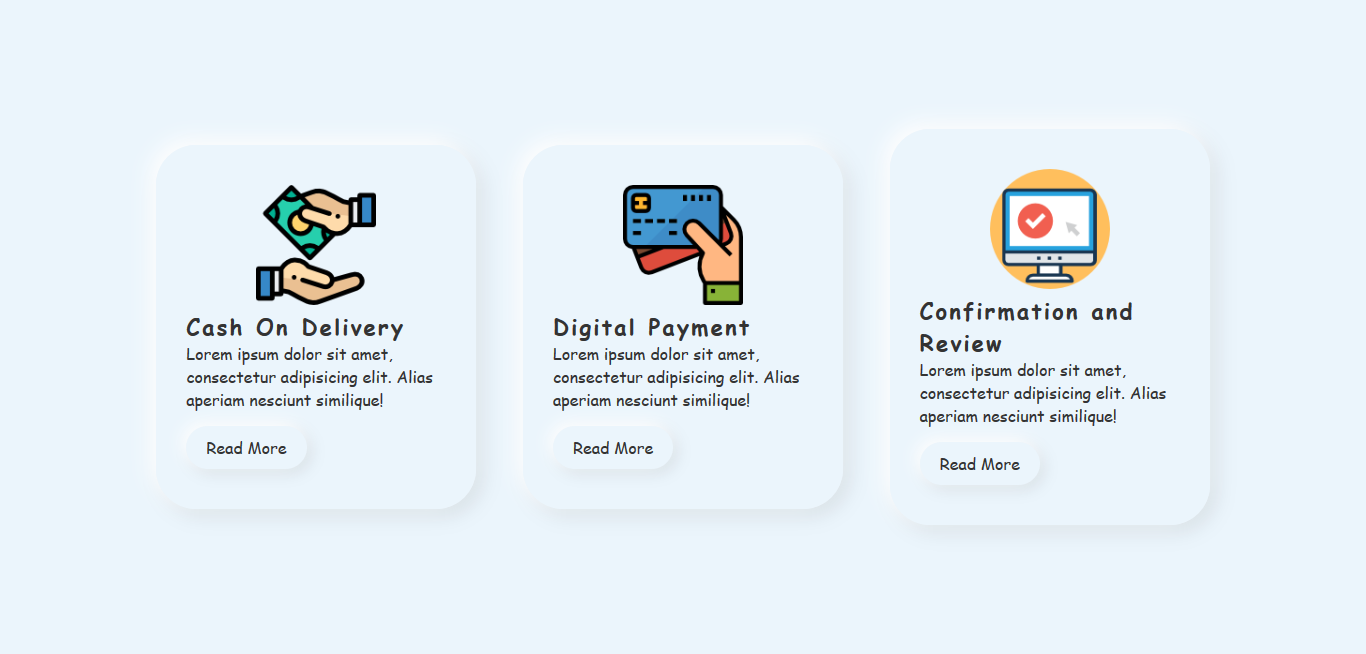 Cash On Delivery
Lorem ipsum dolor sit amet,
consectetur adipisicing elit. Alias
aperiam nesciunt similique!
Read More
Digital Payment
Lorem ipsum dolor sit amet,
consectetur adipisicing elit. Alias
aperiam nesciunt similique!
Read More
Confirmation and
Review
Lorem ipsum dolor sit amet,
consectetur adipisicing elit. Alias
aperiam nesciunt similique!
Read More